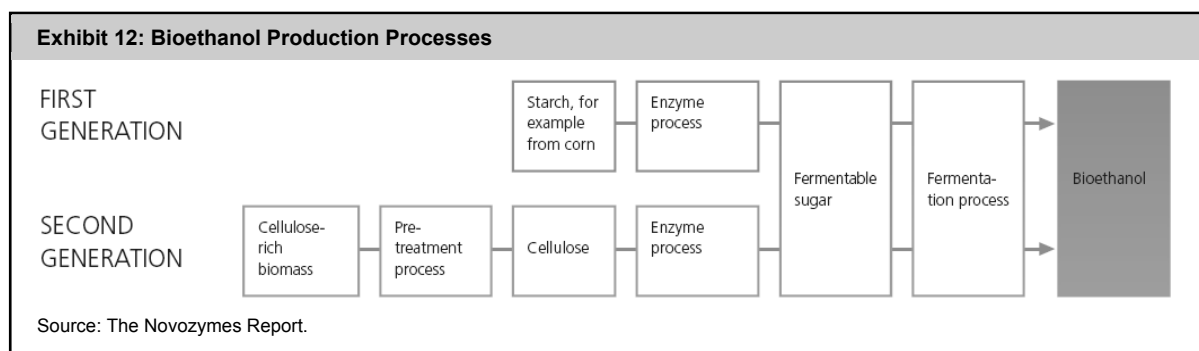 Exhibit 12: Bioethanol Production Processes
FIRST
GENERATION
Starch, for
example
from corn
Enzyme
process
Fermentable
sugar
Fermenta-
tion process
Bioethanol
SECOND
GENERATION
Cellulose-
rich
biomass
Pre-
treatment
process
Cellulose
Enzyme
process
Source: The Novozymes Report.